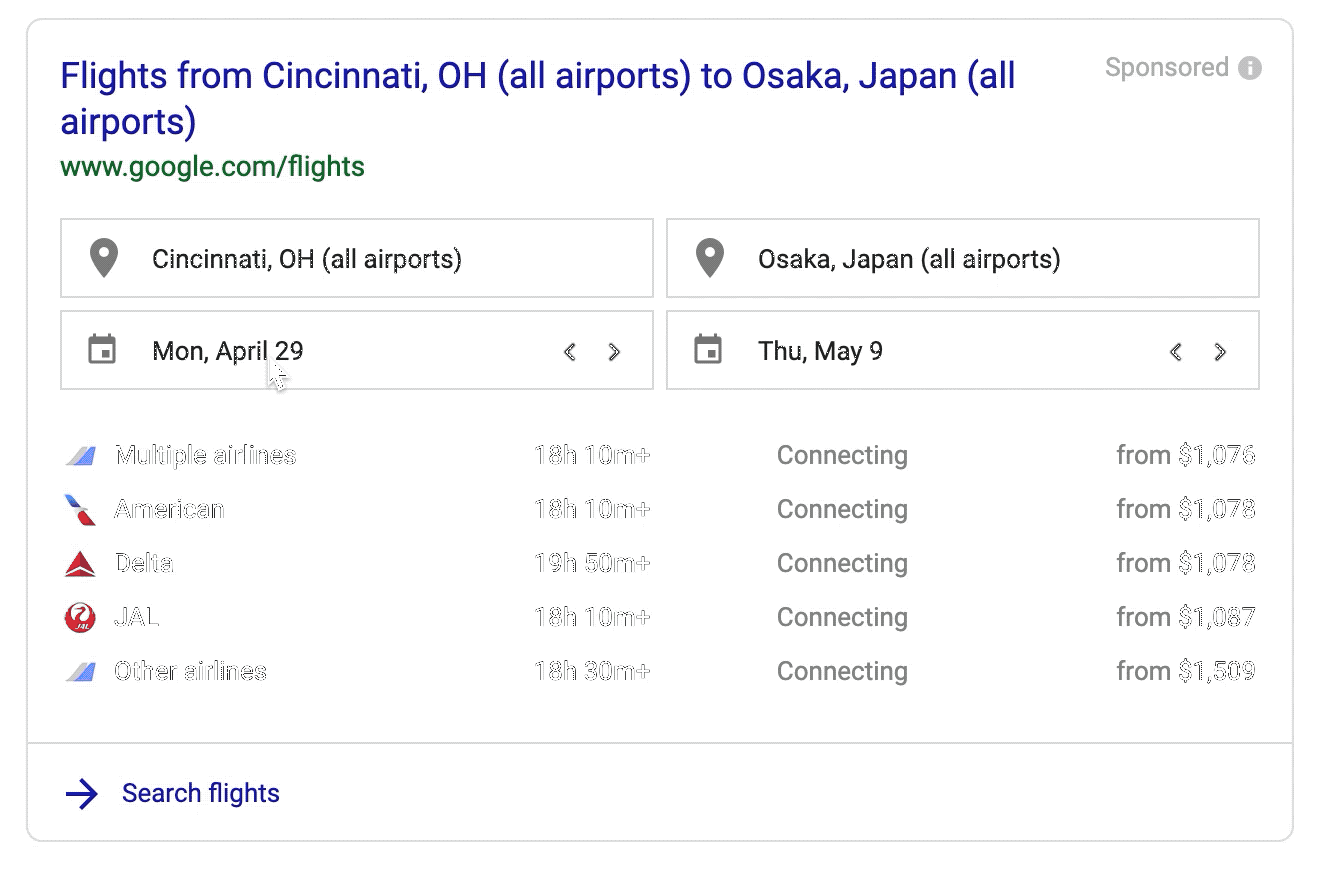 Flights from Cincinnati, OH (all airports) to Osaka, Japan (all
airports)
Sponsored
www.google.com/flights
Cincinnati, OH (all airports)
Osaka, Japan (all airports)
Mon, April 29
Thu, May 9
Multiple airlines 18h 10m+ Connecting from $1,076
American 18h 10m+ Connecting from $1,078
Delta 19h 50m+ Connecting from $1,078
JAL JAL 18h 10m+ Connecting from $1,087
Other airlines 18h 30m+ Connecting from $1,509
Search flights